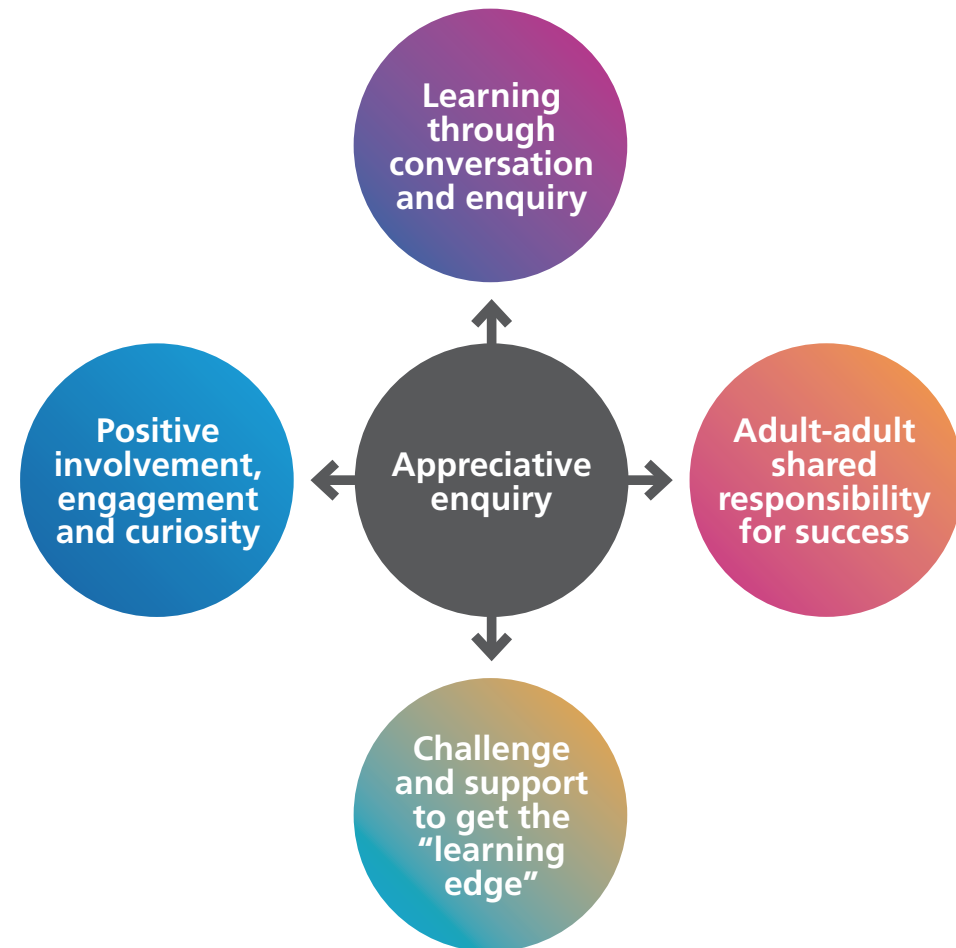 Learning
through
conversation
and enquiry
Positive
involvement,
engagement
and curiosity
Appreciative
enquiry
Adult-adult
shared
responsibility
for success
Challenge
and support
to get the
“learning
edge”